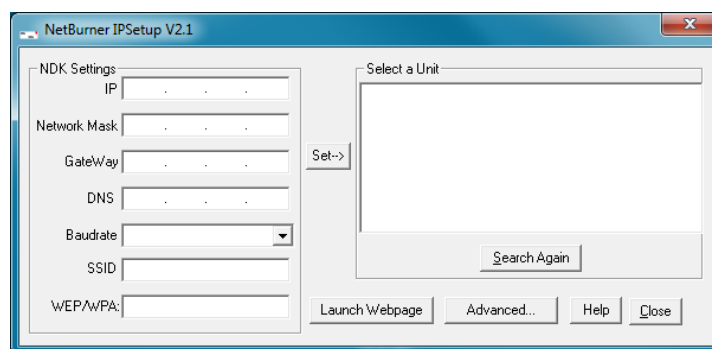 NetBurner IPSetup V2.1
NDK Settings
IP . . .
Network Mask . . .
GateWay . . .
DNS . . .
Baudrate
SSID
WEP/WPA:
Set-->
Select a Unit
Search Again
Launch Webpage
Advanced...
Help
Close